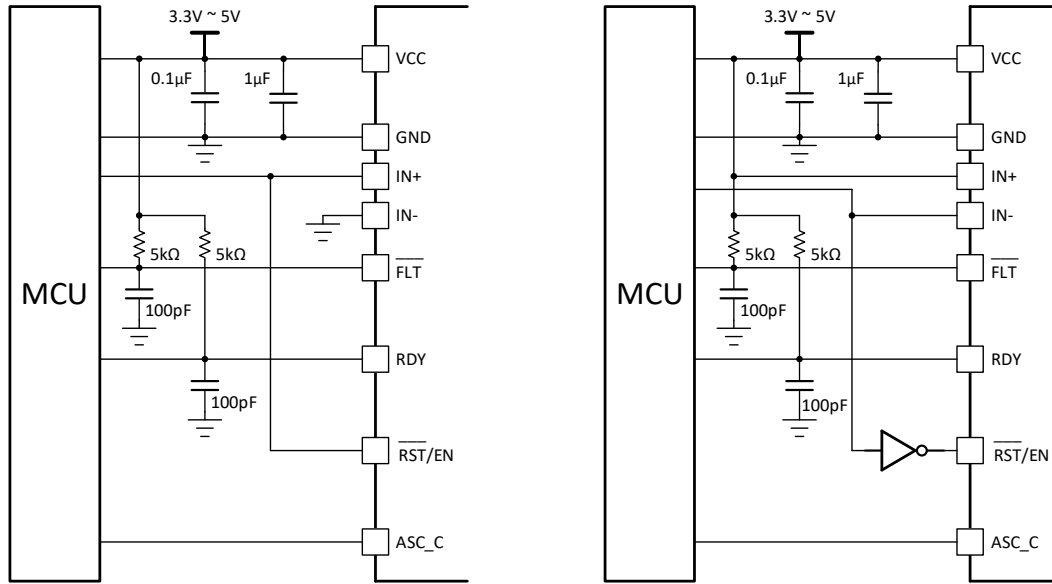 3.3V ~ 5V
VCC
0.1µF
1µF
GND
IN+
IN-
5kΩ
5kΩ
FLT
MCU
100pF
RDY
100pF
RST/EN
ASC_C
3.3V ~ 5V
VCC
0.1µF
1µF
GND
IN+
IN-
5kΩ
5kΩ
FLT
MCU
100pF
RDY
100pF
RST/EN
ASC_C